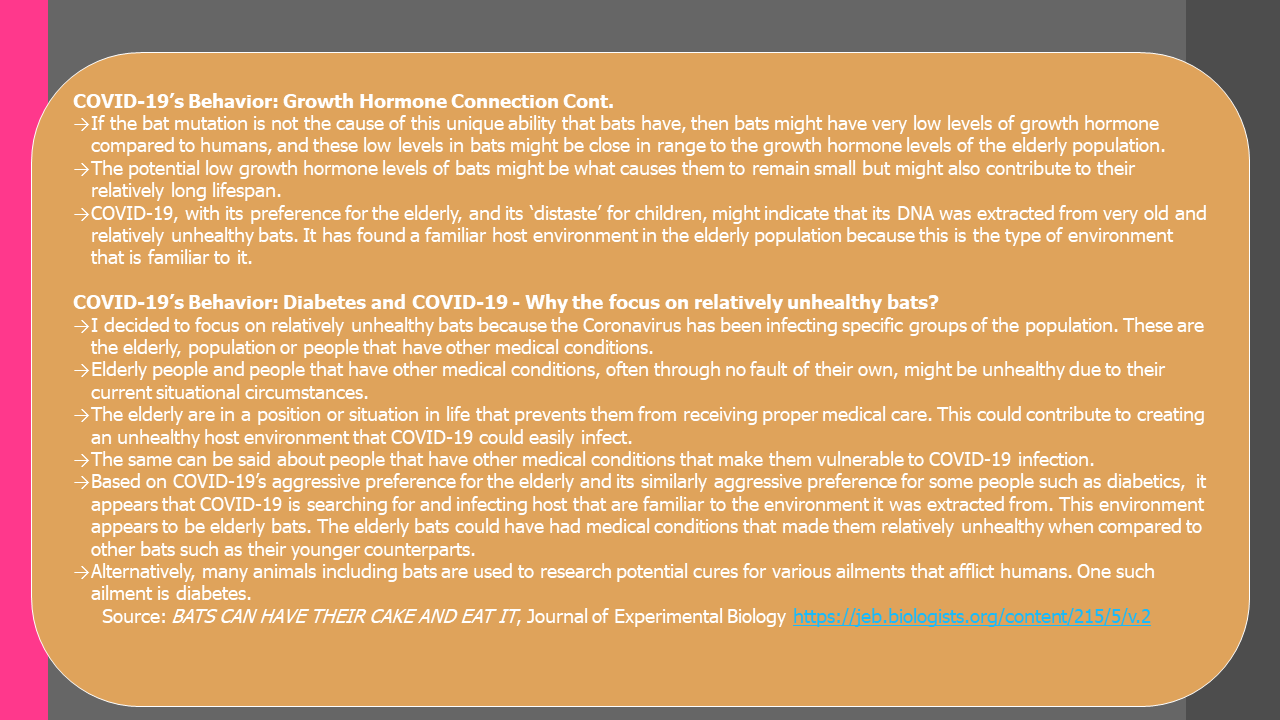 COVID-19’s Behavior: Growth Hormone Connection Cont.
→If the bat mutation is not the cause of this unique ability that bats have, then bats might have very low levels of growth hormone
compared to humans, and these low levels in bats might be close in range to the growth hormone levels of the elderly population.
→The potential low growth hormone levels of bats might be what causes them to remain small but might also contribute to their
relatively long lifespan.
→COVID-19, with its preference for the elderly, and its ‘distaste’ for children, might indicate that its DNA was extracted from very old and
relatively unhealthy bats. It has found a familiar host environment in the elderly population because this is the type of environment
that is familiar to it.
COVID-19’s Behavior: Diabetes and COVID-19 - Why the focus on relatively unhealthy bats?
→I decided to focus on relatively unhealthy bats because the Coronavirus has been infecting specific groups of the population. These are
the elderly, population or people that have other medical conditions.
→Elderly people and people that have other medical conditions, often through no fault of their own, might be unhealthy due to their
current situational circumstances.
→The elderly are in a position or situation in life that prevents them from receiving proper medical care. This could contribute to creating
an unhealthy host environment that COVID-19 could easily infect.
→The same can be said about people that have other medical conditions that make them vulnerable to COVID-19 infection.
→Based on COVID-19’s aggressive preference for the elderly and its similarly aggressive preference for some people such as diabetics, it
appears that COVID-19 is searching for and infecting host that are familiar to the environment it was extracted from. This environment
appears to be elderly bats. The elderly bats could have had medical conditions that made them relatively unhealthy when compared to
other bats such as their younger counterparts.
→Alternatively, many animals including bats are used to research potential cures for various ailments that afflict humans. One such
ailment is diabetes.
Source: BATS CAN HAVE THEIR CAKE AND EAT IT, Journal of Experimental Biology https://jeb.biologists.org/content/215/5/v.2